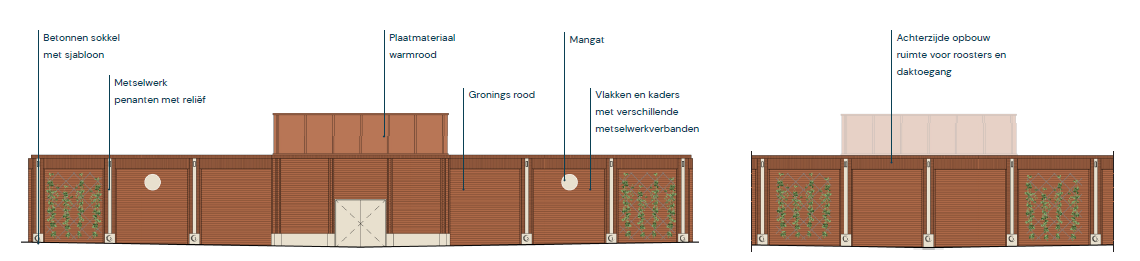 Betonnen sokkel
met sjabloon
Metselwerk
penanten met reliëf
Plaatmateriaal
warmrood
Gronings rood
Mangat
Vlakken en kaders
met verschillende
metselwerkverbanden
Achterzijde opbouw
ruimte voor roosters en
daktoegang